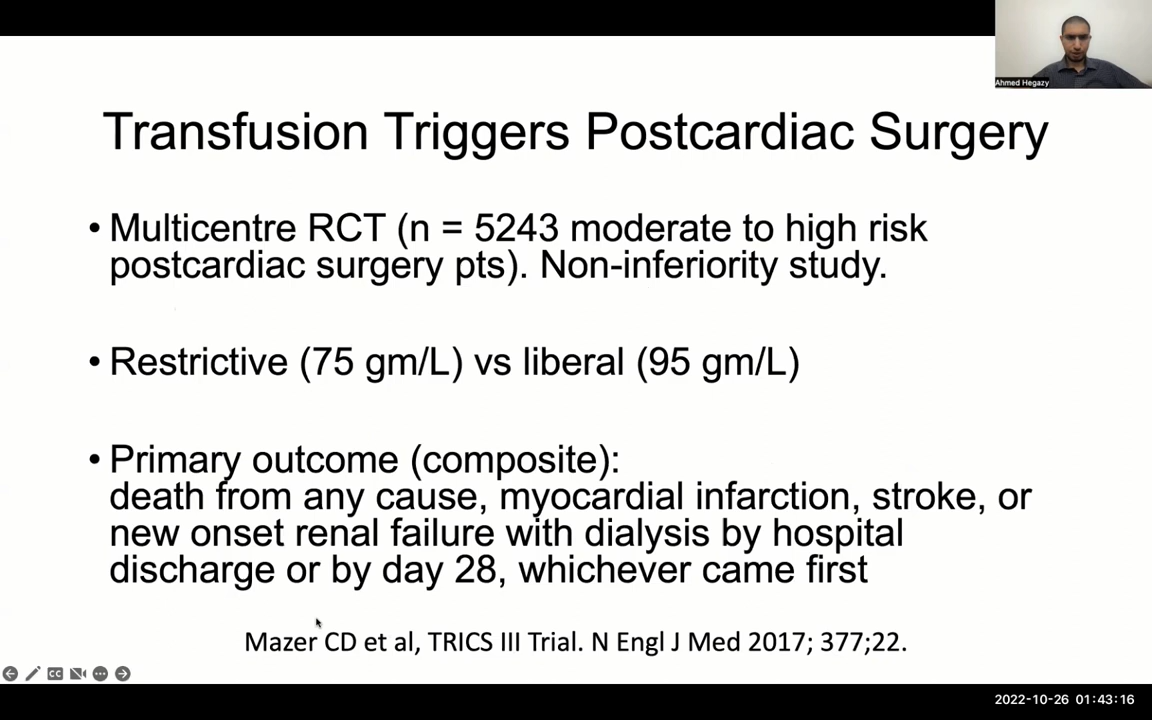 Ahmed Hegazy
Transfusion Triggers Postcardiac Surgery
• Multicentre RCT (n = 5243 moderate to high risk
postcardiac surgery pts). Non-inferiority study.
• Restrictive (75 gm/L) vs liberal (95 gm/L)
• Primary outcome (composite):
death from any cause, myocardial infarction, stroke, or
new onset renal failure with dialysis by hospital
discharge or by day 28, whichever came first
Mazer CD et al, TRICS III Trial. N Engl J Med 2017; 377;22.
CC
2022-10-26 01:43:16